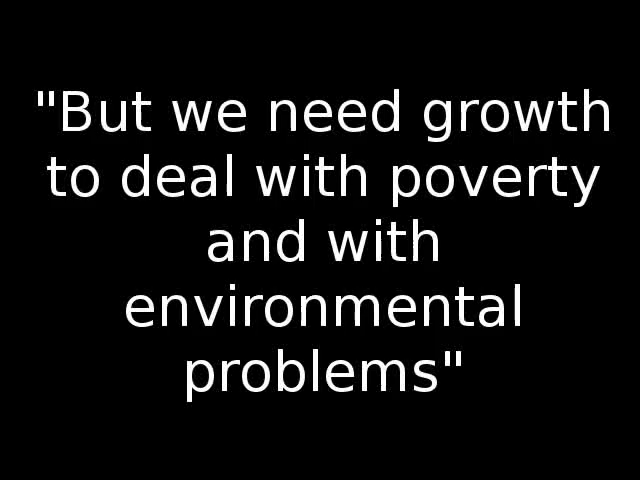 "But we need growth
to deal with poverty
and with
environmental
problems"